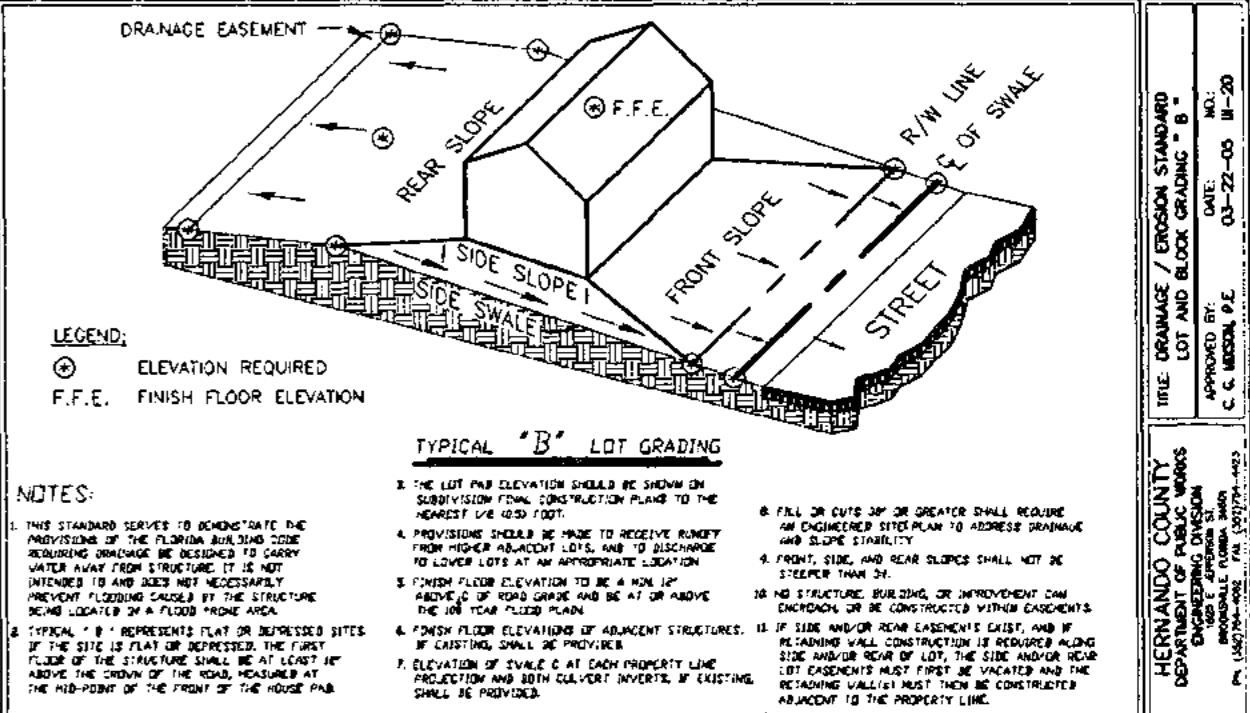 DRAINAGE EASEMENT
F.F.E.
REAR SLOPE
R/W LINE
℄ OF SWALE
FRONT SLOPE
SIDE SLOPE
SIDE SWALE
STREET
LEGEND:
ELEVATION REQUIRED
F.F.E. FINISH FLOOR ELEVATION
TYPICAL "B" LOT GRADING
NOTES:
1. THIS STANDARD SERVES TO DEMONSTRATE THE
PROVISIONS OF THE FLORIDA BUILDING CODE
REQUIRING DRAINAGE BE DESIGNED TO CARRY
WATER AWAY FROM STRUCTURE. IT IS NOT
INTENDED TO AND DOES NOT NECESSARILY
PREVENT FLOODING CAUSED BY THE STRUCTURE
BEING LOCATED IN A FLOOD PRONE AREA.
2. TYPICAL "B" REPRESENTS FLAT OR DEPRESSED SITES.
IF THE SITE IS FLAT OR DEPRESSED, THE FIRST
FLOOR OF THE STRUCTURE SHALL BE AT LEAST
ABOVE THE CROWN OF THE ROAD, MEASURED AT
THE MID-POINT OF THE FRONT OF THE HOUSE PAD.
3. THE LOT PAD ELEVATION SHOULD BE SHOWN ON
SUBDIVISION FINAL CONSTRUCTION PLANS TO THE
NEAREST FOOT.
4. PROVISIONS SHOULD BE MADE TO RECEIVE RUNOFF
FROM HIGHER ADJACENT LOTS, AND TO DISCHARGE
TO LOWER LOTS AT AN APPROPRIATE LOCATION
5. FINISH FLOOR ELEVATION TO BE A MIN. 12"
ABOVE ℄ OF ROAD GRADE AND BE AT OR ABOVE
THE YEAR FLOOD PLAIN.
6. FINISH FLOOR ELEVATIONS OF ADJACENT STRUCTURES,
IF EXISTING, SHALL BE PROVIDED.
7. ELEVATION OF SWALE ℄ AT EACH PROPERTY LINE
PROJECTION AND BOTH CULVERT INVERTS, IF EXISTING,
SHALL BE PROVIDED.
8. FILL OR CUTS OR GREATER SHALL REQUIRE
AN ENGINEERED SITEPLAN TO ADDRESS DRAINAGE
AND SLOPE STABILITY
9. FRONT, SIDE, AND REAR SLOPES SHALL NOT BE
STEEPER THAN
10. NO STRUCTURE, BUILDING, OR IMPROVEMENT CAN
ENCROACH, OR BE CONSTRUCTED WITHIN EASEMENTS.
11. IF SIDE AND/OR REAR EASEMENTS EXIST, AND IF
RETAINING WALL CONSTRUCTION IS REQUIRED ALONG
SIDE AND/OR REAR OF LOT, THE SIDE AND/OR REAR
LOT EASEMENTS MUST FIRST BE VACATED AND THE
RETAINING WALL(S) MUST THEN BE CONSTRUCTED
ADJACENT TO THE PROPERTY LINE.
TITLE: DRAINAGE / EROSION STANDARD
LOT AND BLOCK GRADING "B"
APPROVED BY: DATE: NO.:
C. G. P.E. 03-22-05 III-20
HERNANDO COUNTY
DEPARTMENT OF PUBLIC WORKS
ENGINEERING DIVISION
JEFFERSON ST.
BROOKSVILLE, FLORIDA